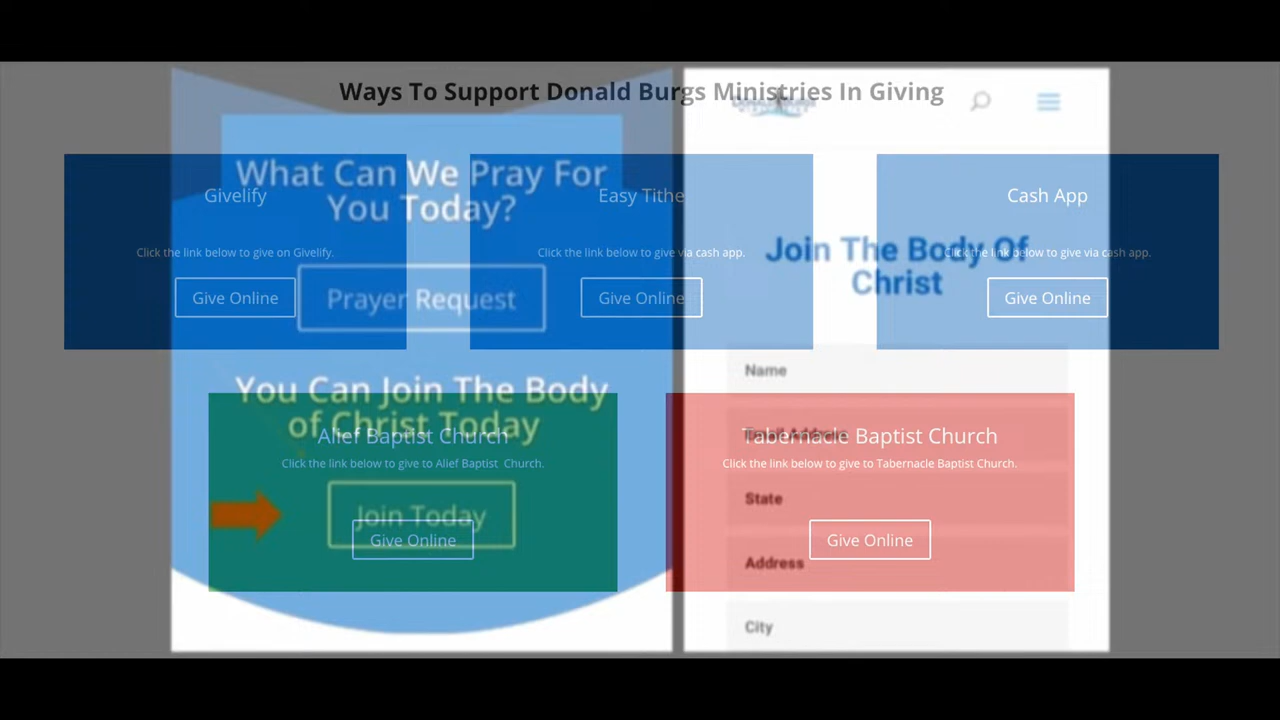 Ways To Support Donald Burgs Ministries In Giving
What Can We Pray For
You Today?
Prayer Request
You Can Join The Body
of Christ Today
Join Today
Givelify
Click the link below to give on Givelify.
Give Online
Easy Tithe
Click the link below to give via cash app.
Give Online
Cash App
Click the link below to give via cash app.
Give Online
Alief Baptist Church
Click the link below to give to Alief Baptist Church.
Give Online
Tabernacle Baptist Church
Click the link below to give to Tabernacle Baptist Church.
Give Online
Join The Body Of
Christ
Name
Email Address
State
Address
City